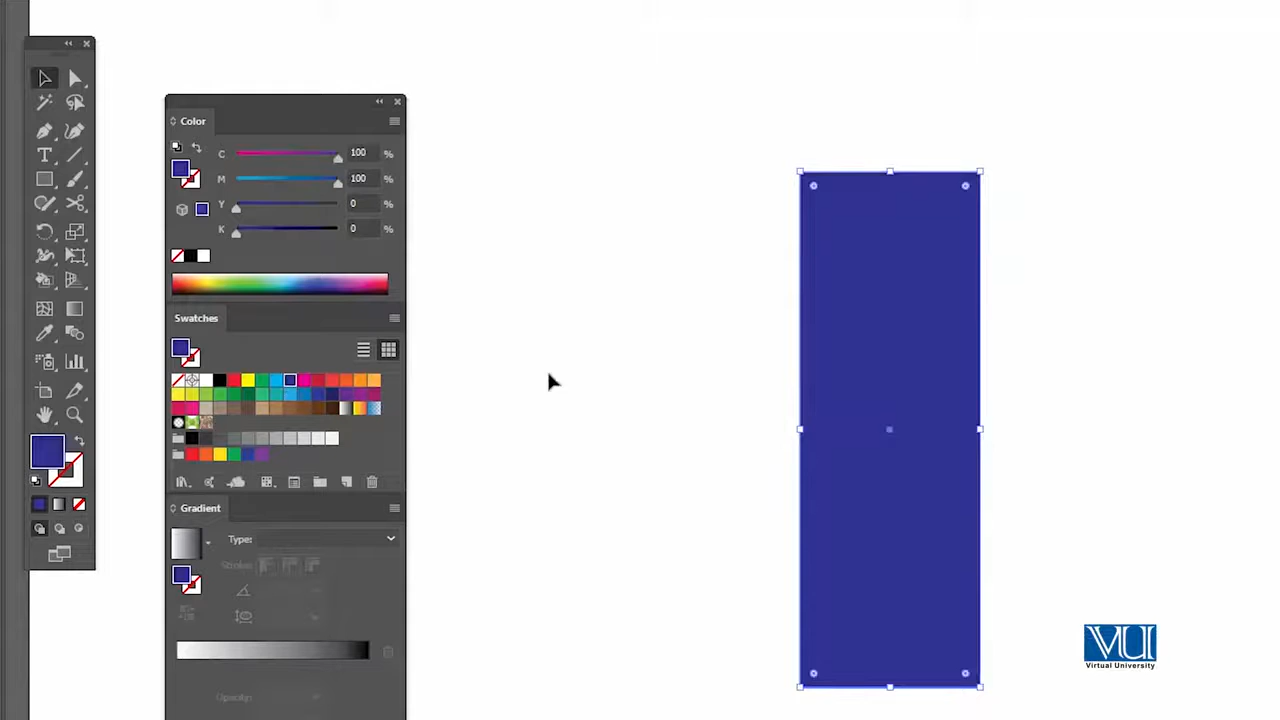 Color
C 100 %
M 100 %
Y 0 %
K 0 %
Swatches
Gradient
Type:
Stroke:
Opacity:
VU
Virtual University